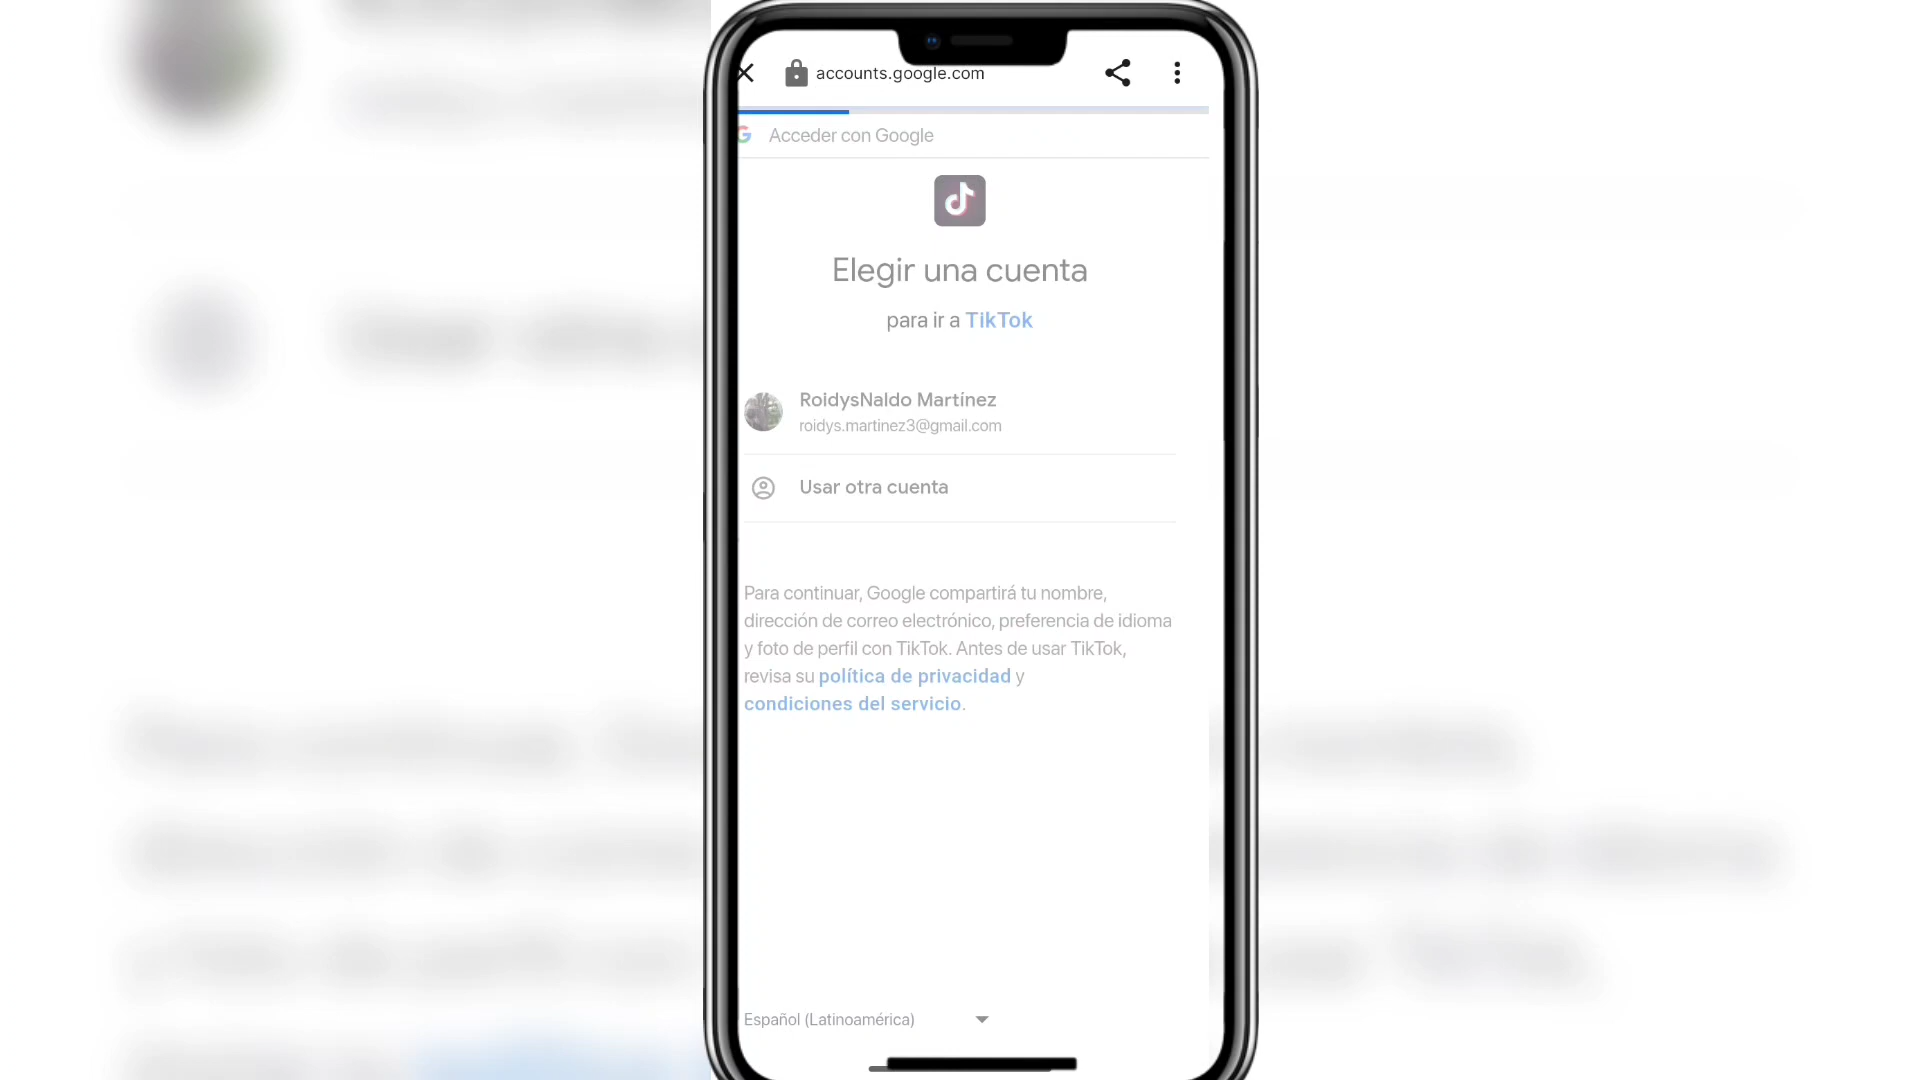 accounts.google.com
Acceder con Google
Elegir una cuenta
para ir a TikTok
RoidysNaldo Martínez
roidys.martinez3@gmail.com
Usar otra cuenta
Para continuar, Google compartirá tu nombre,
dirección de correo electrónico, preferencia de idioma
y foto de perfil con TikTok. Antes de usar TikTok,
revisa su política de privacidad y
condiciones del servicio.
Español (Latinoamérica)